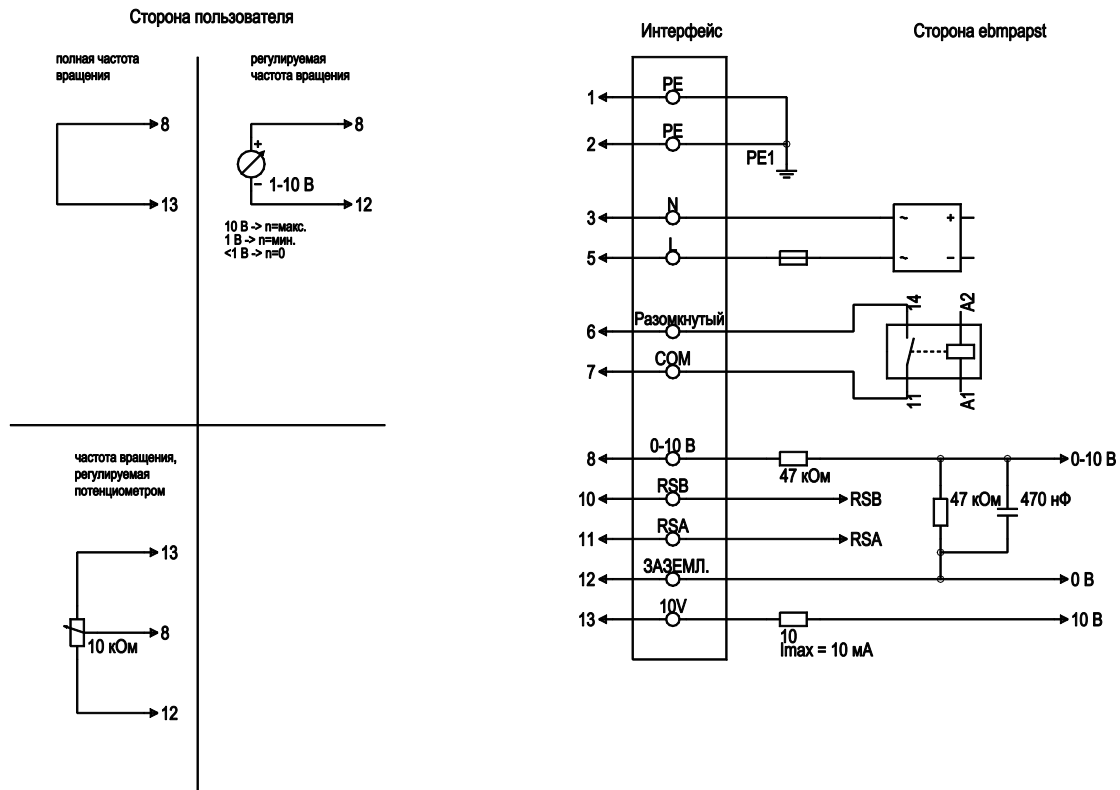 Сторона пользователя
полная частота
вращения
8
13
регулируемая
частота вращения
8
+
–
1-10 В
12
10 В -> n=макс.
1 В -> n=мин.
<1 В -> n=0
частота вращения,
регулируемая
потенциометром
13
8
10 кОм
12
Интерфейс
Сторона ebmpapst
1
PE
2
PE
PE1
3
N
~
+
5
L
~
–
6
Разомкнутый
14
A2
7
COM
11
A1
8
0-10 В
47 кОм
0-10 В
10
RSB
RSB
47 кОм
470 нФ
11
RSA
RSA
12
ЗАЗЕМЛ.
0 В
13
10V
10
Imax = 10 мА
10 В